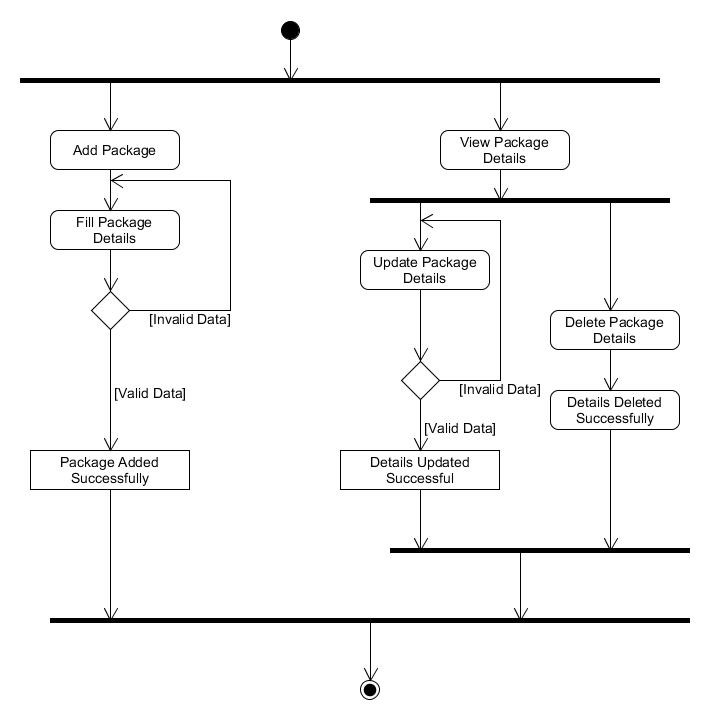 Add Package
View Package
Details
Fill Package
Details
Update Package
Details
[Invalid Data]
Delete Package
Details
[Valid Data]
[Invalid Data]
Details Deleted
Successfully
[Valid Data]
Package Added
Successfully
Details Updated
Successful